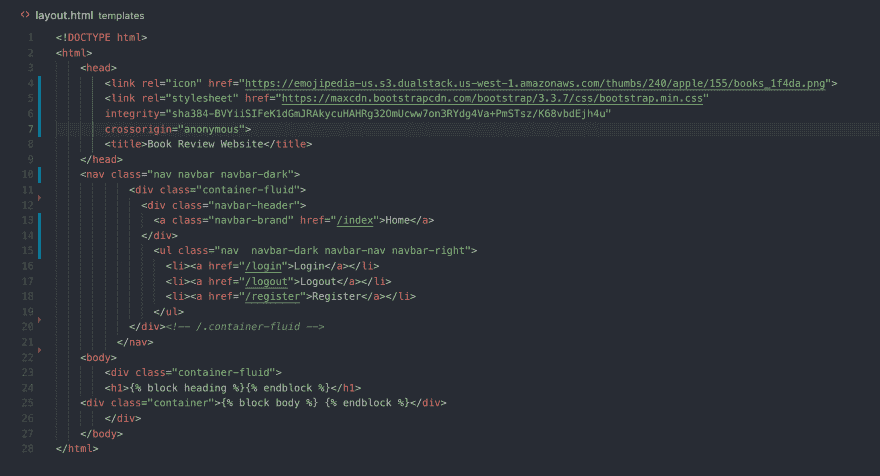 <> layout.html templates
1 <!DOCTYPE html>
2 <html>
3 <head>
4 <link rel="icon" href="https://emojipedia-us.s3.dualstack.us-west-1.amazonaws.com/thumbs/240/apple/155/books_1f4da.png">
5 <link rel="stylesheet" href="https://maxcdn.bootstrapcdn.com/bootstrap/3.3.7/css/bootstrap.min.css"
6 integrity="sha384-BVYiiSIFeK1dGmJRAkycuHAHRg32OmUcww7on3RYdg4Va+PmSTsz/K68vbdEjh4u"
7 crossorigin="anonymous">
8 <title>Book Review Website</title>
9 </head>
10 <nav class="nav navbar navbar-dark">
11 <div class="container-fluid">
12 <div class="navbar-header">
13 <a class="navbar-brand" href="/index">Home</a>
14 </div>
15 <ul class="nav  navbar-dark navbar-nav navbar-right">
16 <li><a href="/login">Login</a></li>
17 <li><a href="/logout">Logout</a></li>
18 <li><a href="/register">Register</a></li>
19 </ul>
20 </div><!-- /.container-fluid -->
21 </nav>
22 <body>
23 <div class="container-fluid">
24 <h1>{% block heading %}{% endblock %}</h1>
25 <div class="container">{% block body %} {% endblock %}</div>
26 </div>
27 </body>
28 </html>